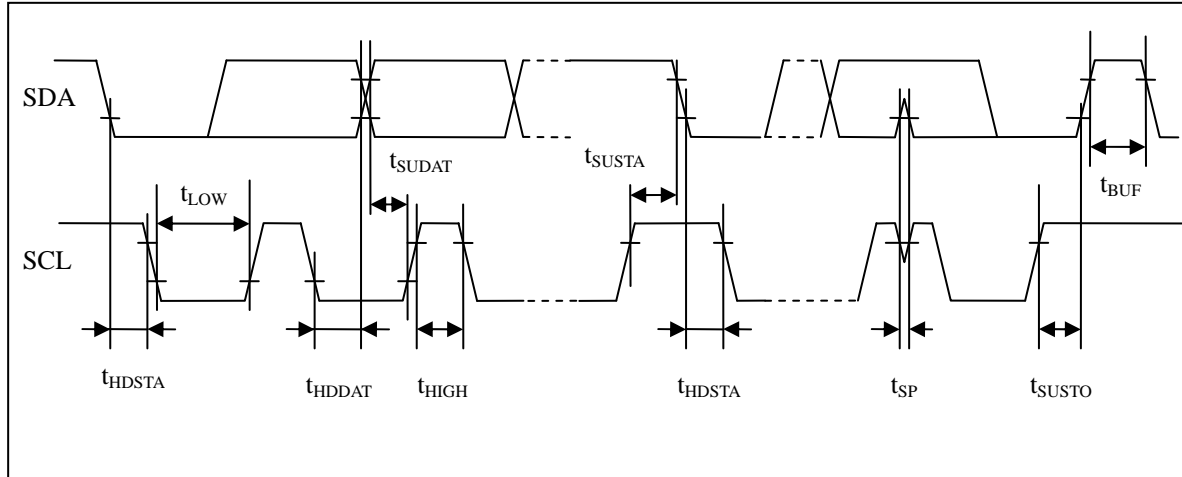 SDA
tSUDAT
tSUSTA
tBUF
tLOW
SCL
tHDSTA
tHDDAT
tHIGH
tHDSTA
tSP
tSUSTO